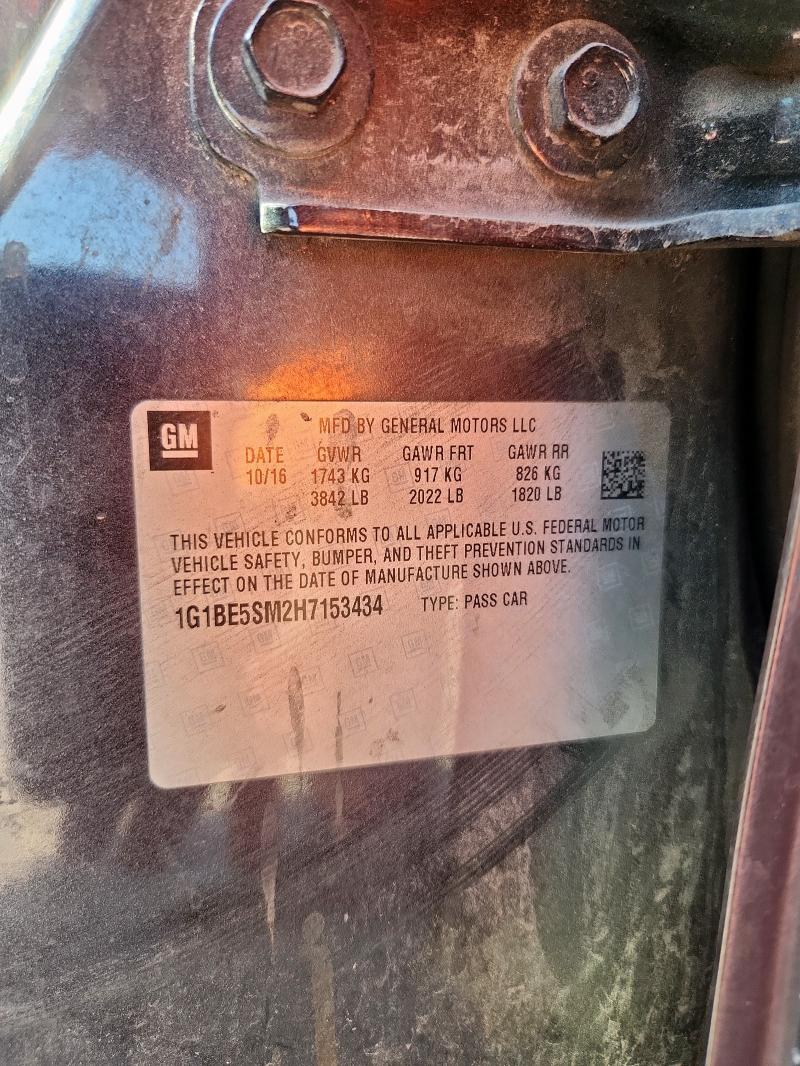 GM
MFD BY GENERAL MOTORS LLC
DATE GVWR GAWR FRT GAWR RR
10/16 1743 KG 917 KG 826 KG
3842 LB 2022 LB 1820 LB
THIS VEHICLE CONFORMS TO ALL APPLICABLE U.S. FEDERAL MOTOR
VEHICLE SAFETY, BUMPER, AND THEFT PREVENTION STANDARDS IN
EFFECT ON THE DATE OF MANUFACTURE SHOWN ABOVE.
1G1BE5SM2H7153434 TYPE: PASS CAR